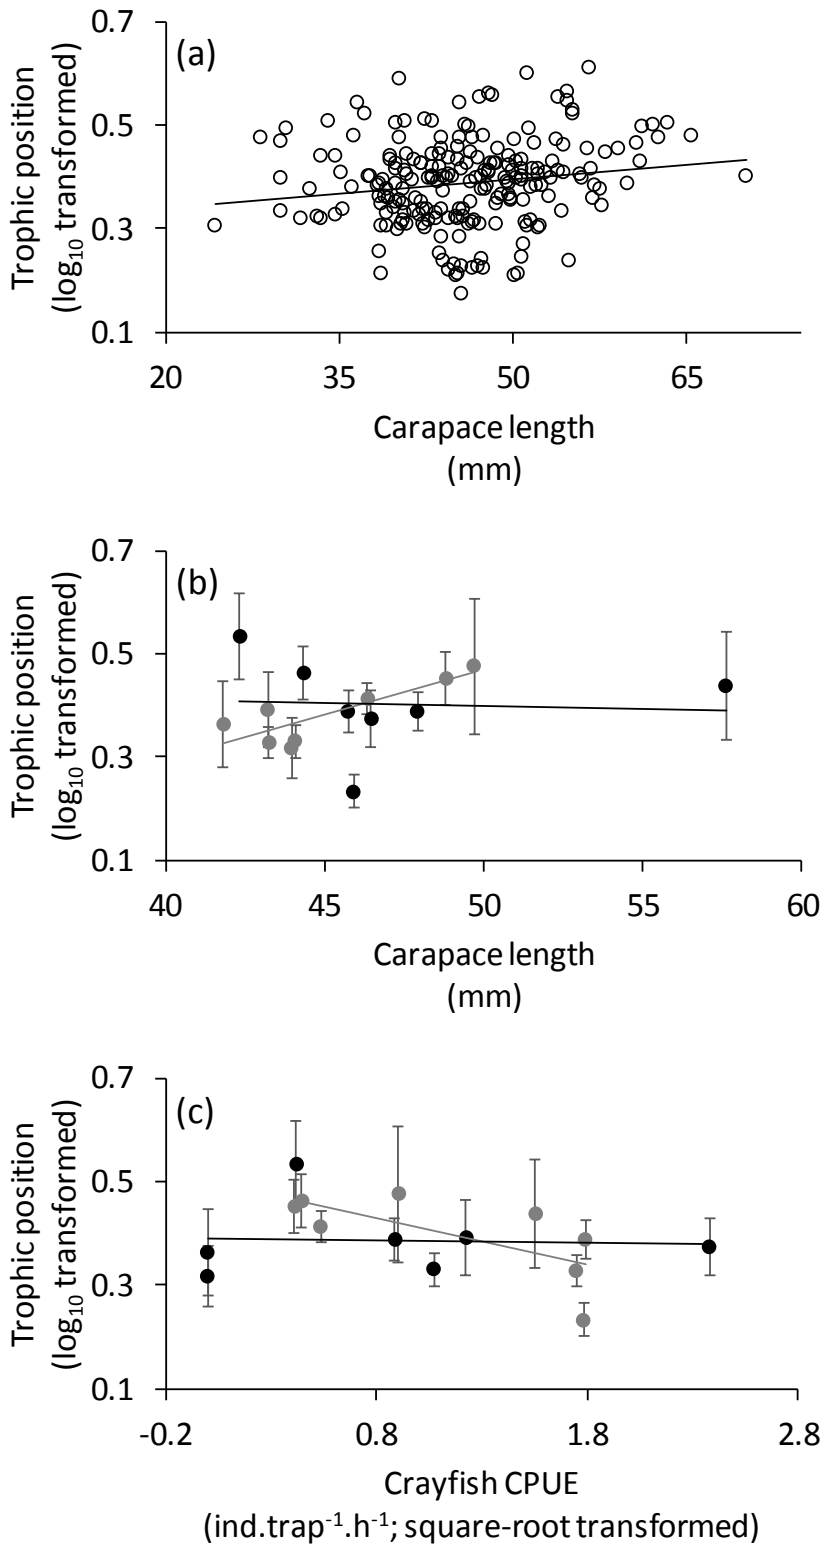 0.7
(a)
0.5
0.3
0.1
Trophic position
(log10 transformed)
20 35 50 65
Carapace length
(mm)
0.7
(b)
0.5
0.3
0.1
Trophic position
(log10 transformed)
40 45 50 55 60
Carapace length
(mm)
0.7
(c)
0.5
0.3
0.1
Trophic position
(log10 transformed)
-0.2 0.8 1.8 2.8
Crayfish CPUE
(ind.trap-1.h-1; square-root transformed)